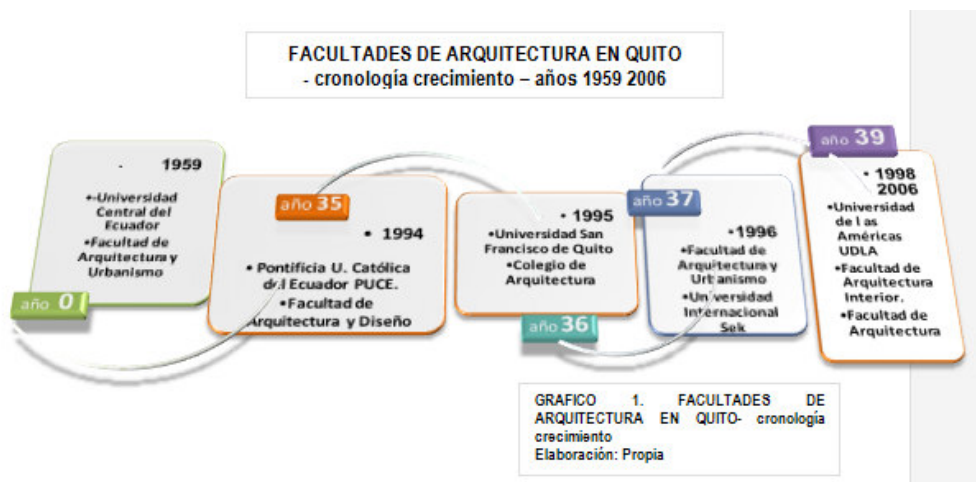 FACULTADES DE ARQUITECTURA EN QUITO
- cronología crecimiento – años 1959 2006
- 1959
•-Universidad
Central del
Ecuador
•Facultad de
Arquitectura y
Urbanismo
año 0
año 35
• 1994
• Pontificia U. Católica
del Ecuador PUCE.
• Facultad de
Arquitectura y Diseño
• 1995
•Universidad San
Francisco de Quito
• Colegio de
Arquitectura
año 36
año 37
•1996
•Facultad de
Arquitectura y
Urbanismo
•Universidad
Internacional
Sek
año 39
• 1998
2006
•Universidad
de las
Américas
UDLA
•Facultad de
Arquitectura
Interior.
•Facultad de
Arquitectura
GRAFICO 1. FACULTADES DE
ARQUITECTURA EN QUITO- cronología
crecimiento
Elaboración: Propia